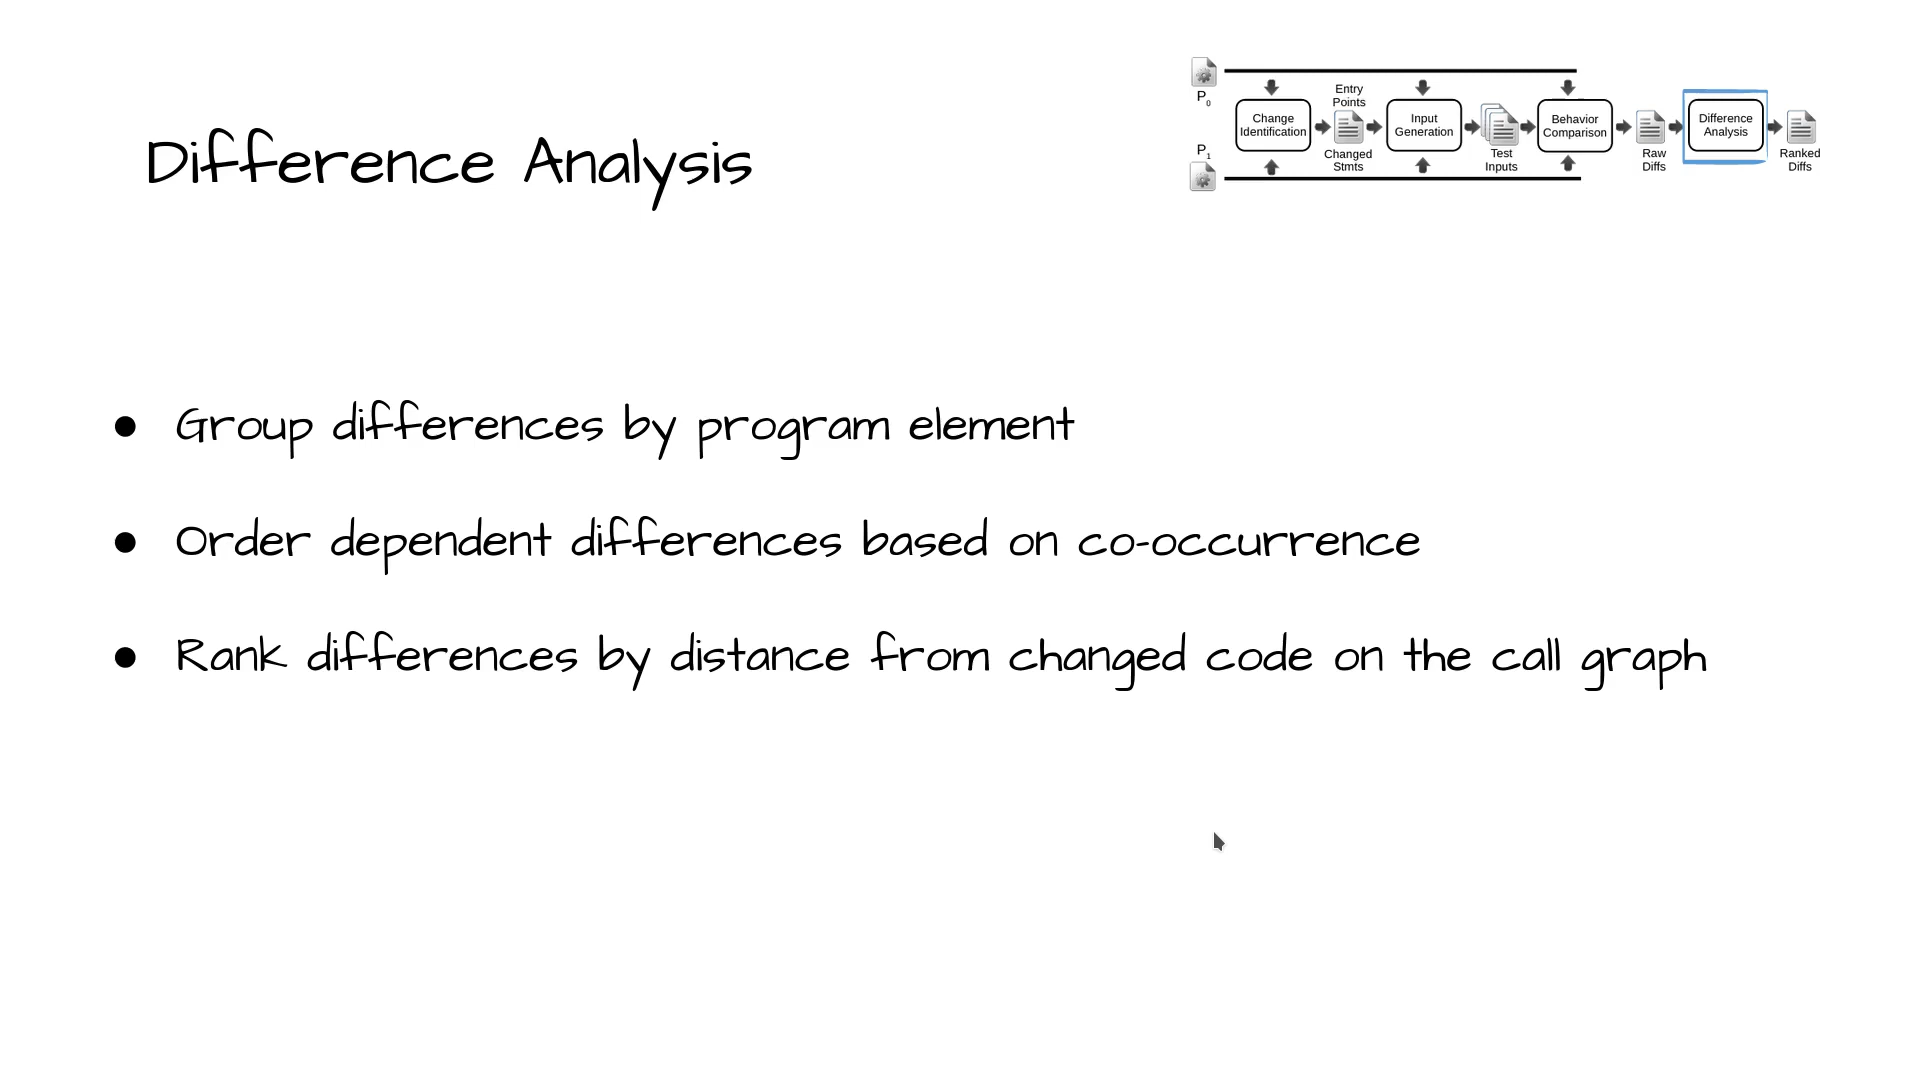 Difference Analysis
P0
P1
Change
Identification
Entry
Points
Changed
Stmts
Input
Generation
Test
Inputs
Behavior
Comparison
Raw
Diffs
Difference
Analysis
Ranked
Diffs
● Group differences by program element
● Order dependent differences based on co-occurrence
● Rank differences by distance from changed code on the call graph